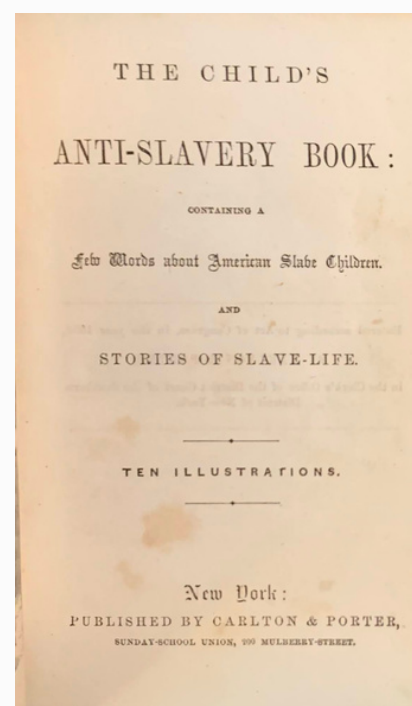 THE CHILD'S
ANTI-SLAVERY BOOK:
CONTAINING A
Few Words about American Slave Children.
AND
STORIES OF SLAVE-LIFE.
TEN ILLUSTRATIONS.
New York:
PUBLISHED BY CARLTON & PORTER,
SUNDAY-SCHOOL UNION, 200 MULBERRY-STREET.